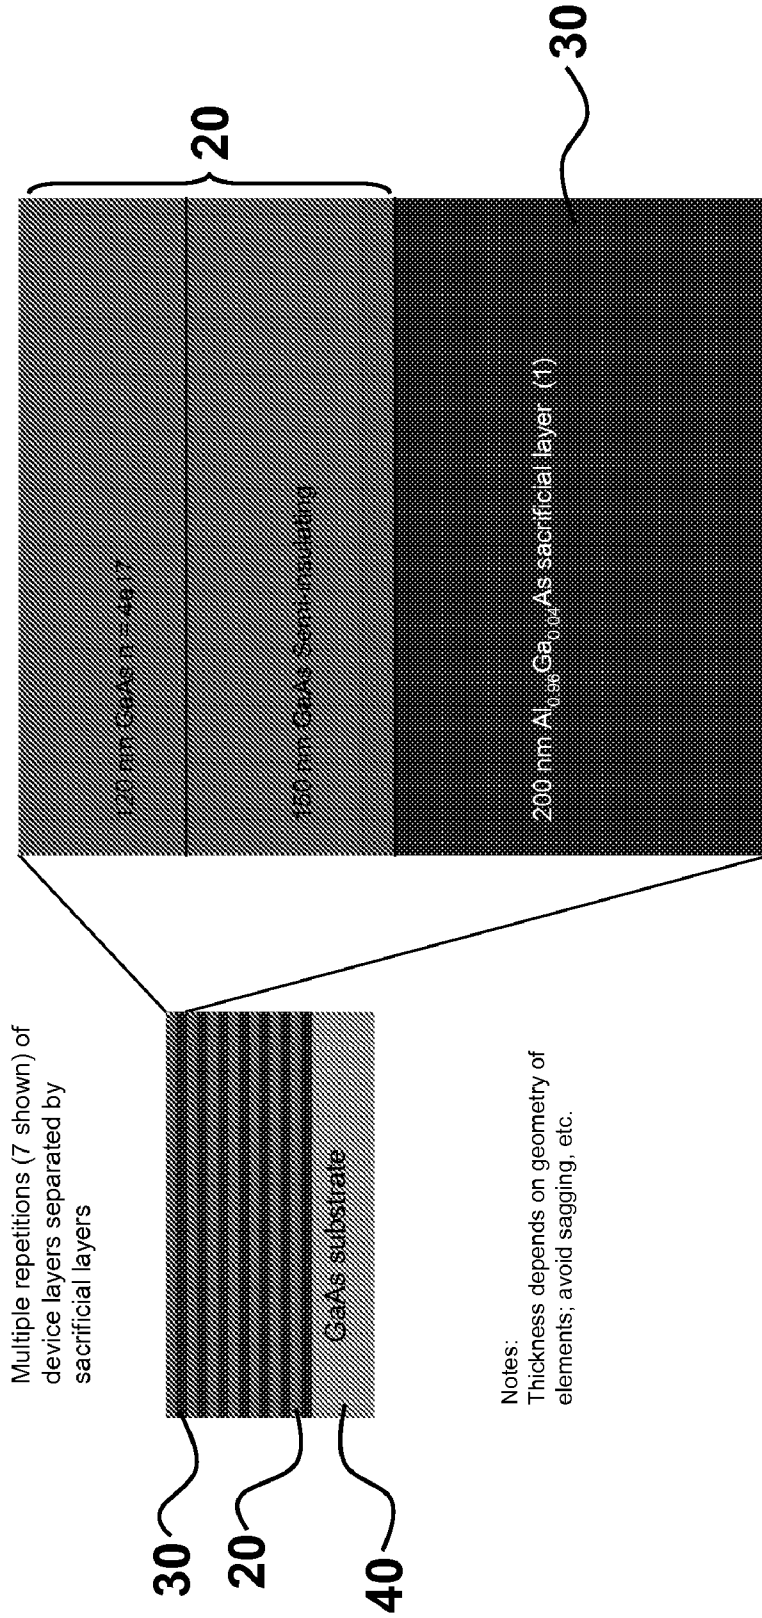 Multiple repetitions (7 shown) of
device layers separated by
sacrificial layers
30
20
40
GaAs substrate
Notes:
Thickness depends on geometry of
elements; avoid sagging, etc.
120 nm GaAs n = 4e17
150 nm GaAs Semi-insulating
200 nm Al0.96Ga0.04As sacrificial layer (1)
20
30